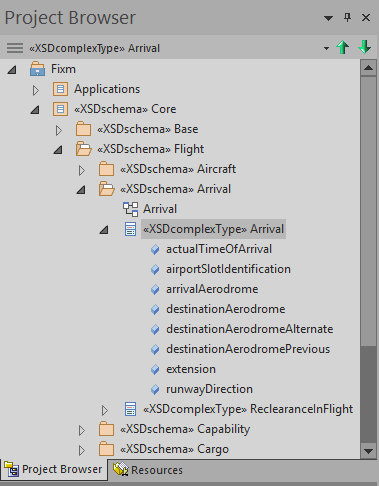 Project Browser
«XSDcomplexType» Arrival
Fixm
Applications
«XSDschema» Core
«XSDschema» Base
«XSDschema» Flight
«XSDschema» Aircraft
«XSDschema» Arrival
Arrival
«XSDcomplexType» Arrival
actualTimeOfArrival
airportSlotIdentification
arrivalAerodrome
destinationAerodrome
destinationAerodromeAlternate
destinationAerodromePrevious
extension
runwayDirection
«XSDcomplexType» ReclearanceInFlight
«XSDschema» Capability
«XSDschema» Cargo
Project Browser Resources